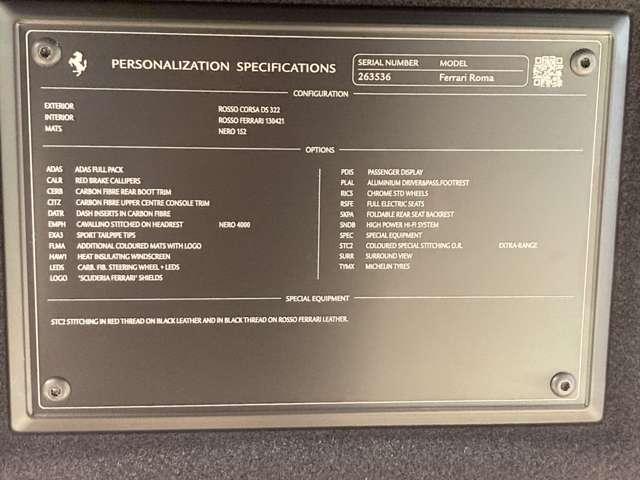 PERSONALIZATION SPECIFICATIONS
SERIAL NUMBER MODEL
263536 Ferrari Roma
CONFIGURATION
EXTERIOR ROSSO CORSA DS 322
INTERIOR ROSSO FERRARI 130421
MATS NERO 152
OPTIONS
ADAS ADAS FULL PACK
CALR RED BRAKE CALLIPERS
CERB CARBON FIBRE REAR BOOT TRIM
CITZ CARBON FIBRE UPPER CENTRE CONSOLE TRIM
DATR DASH INSERTS IN CARBON FIBRE
EMPH CAVALLINO STITCHED ON HEADREST NERO 4000
EXA3 SPORT TAILPIPE TIPS
FLMA ADDITIONAL COLOURED MATS WITH LOGO
HAW1 HEAT INSULATING WINDSCREEN
LEDS CARB. FIB. STEERING WHEEL + LEDS
LOGO "SCUDERIA FERRARI" SHIELDS
PDIS PASSENGER DISPLAY
PLAL ALUMINIUM DRIVER&PASS.FOOTREST
RICS CHROME STD WHEELS
RSFE FULL ELECTRIC SEATS
SKPA FOLDABLE REAR SEAT BACKREST
SNDB HIGH POWER HI-FI SYSTEM
SPEC SPECIAL EQUIPMENT
STC2 COLOURED SPECIAL STITCHING O.R. EXTRA-RANGE
SURR SURROUND VIEW
TYMX MICHELIN TYRES
SPECIAL EQUIPMENT
STC2 STITCHING IN RED THREAD ON BLACK LEATHER AND IN BLACK THREAD ON ROSSO FERRARI LEATHER.